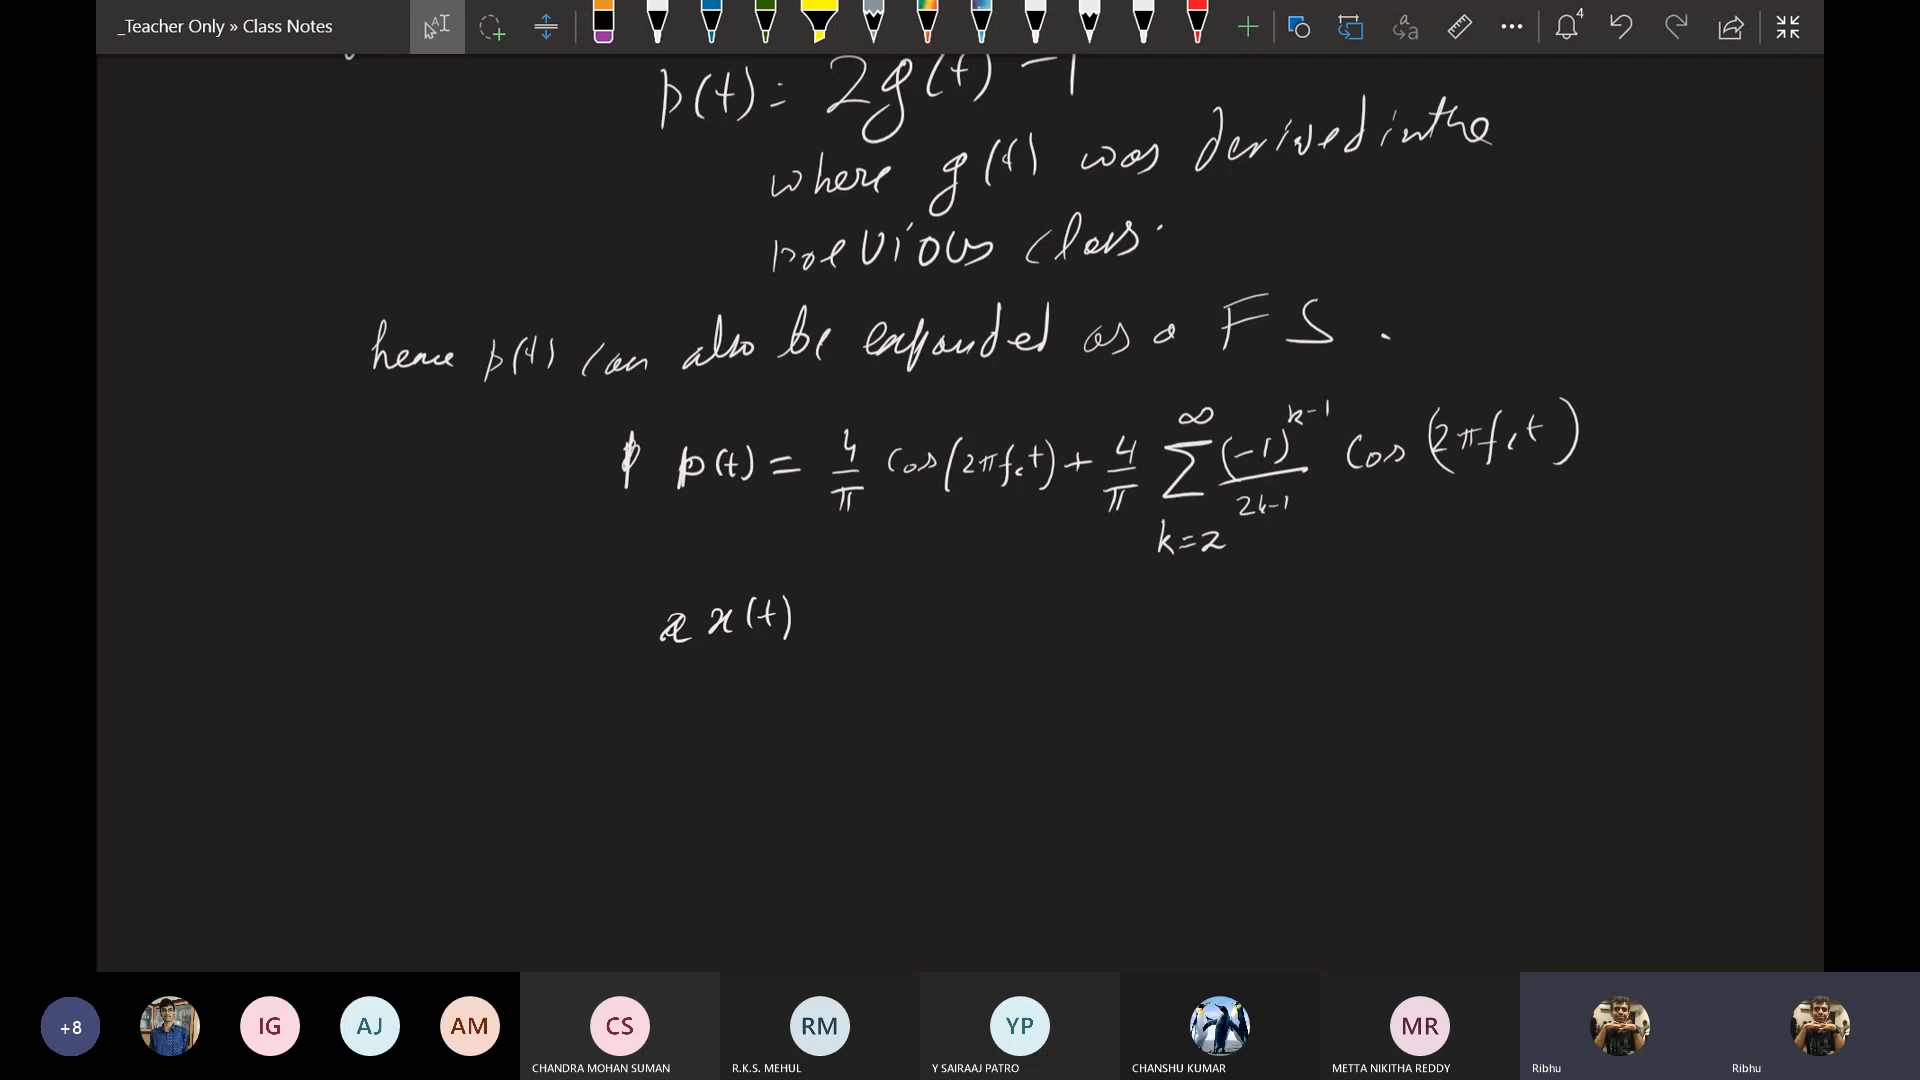 _Teacher Only » Class Notes
4
p(t) = 2g(t) -1
where g(t) was derived in the
previous class.
hence p(t) can also be expanded as a FS.
p(t) = 4/π cos(2πfct) + 4/π ∑_{k=2}^{∞} (-1)^{k-1}/2k-1 cos(2πfct)
x(t)
+8
IG
AJ
AM
CS
RM
YP
MR
CHANDRA MOHAN SUMAN
R.K.S. MEHUL
Y SAIRAAJ PATRO
CHANSHU KUMAR
METTA NIKITHA REDDY
Ribhu
Ribhu